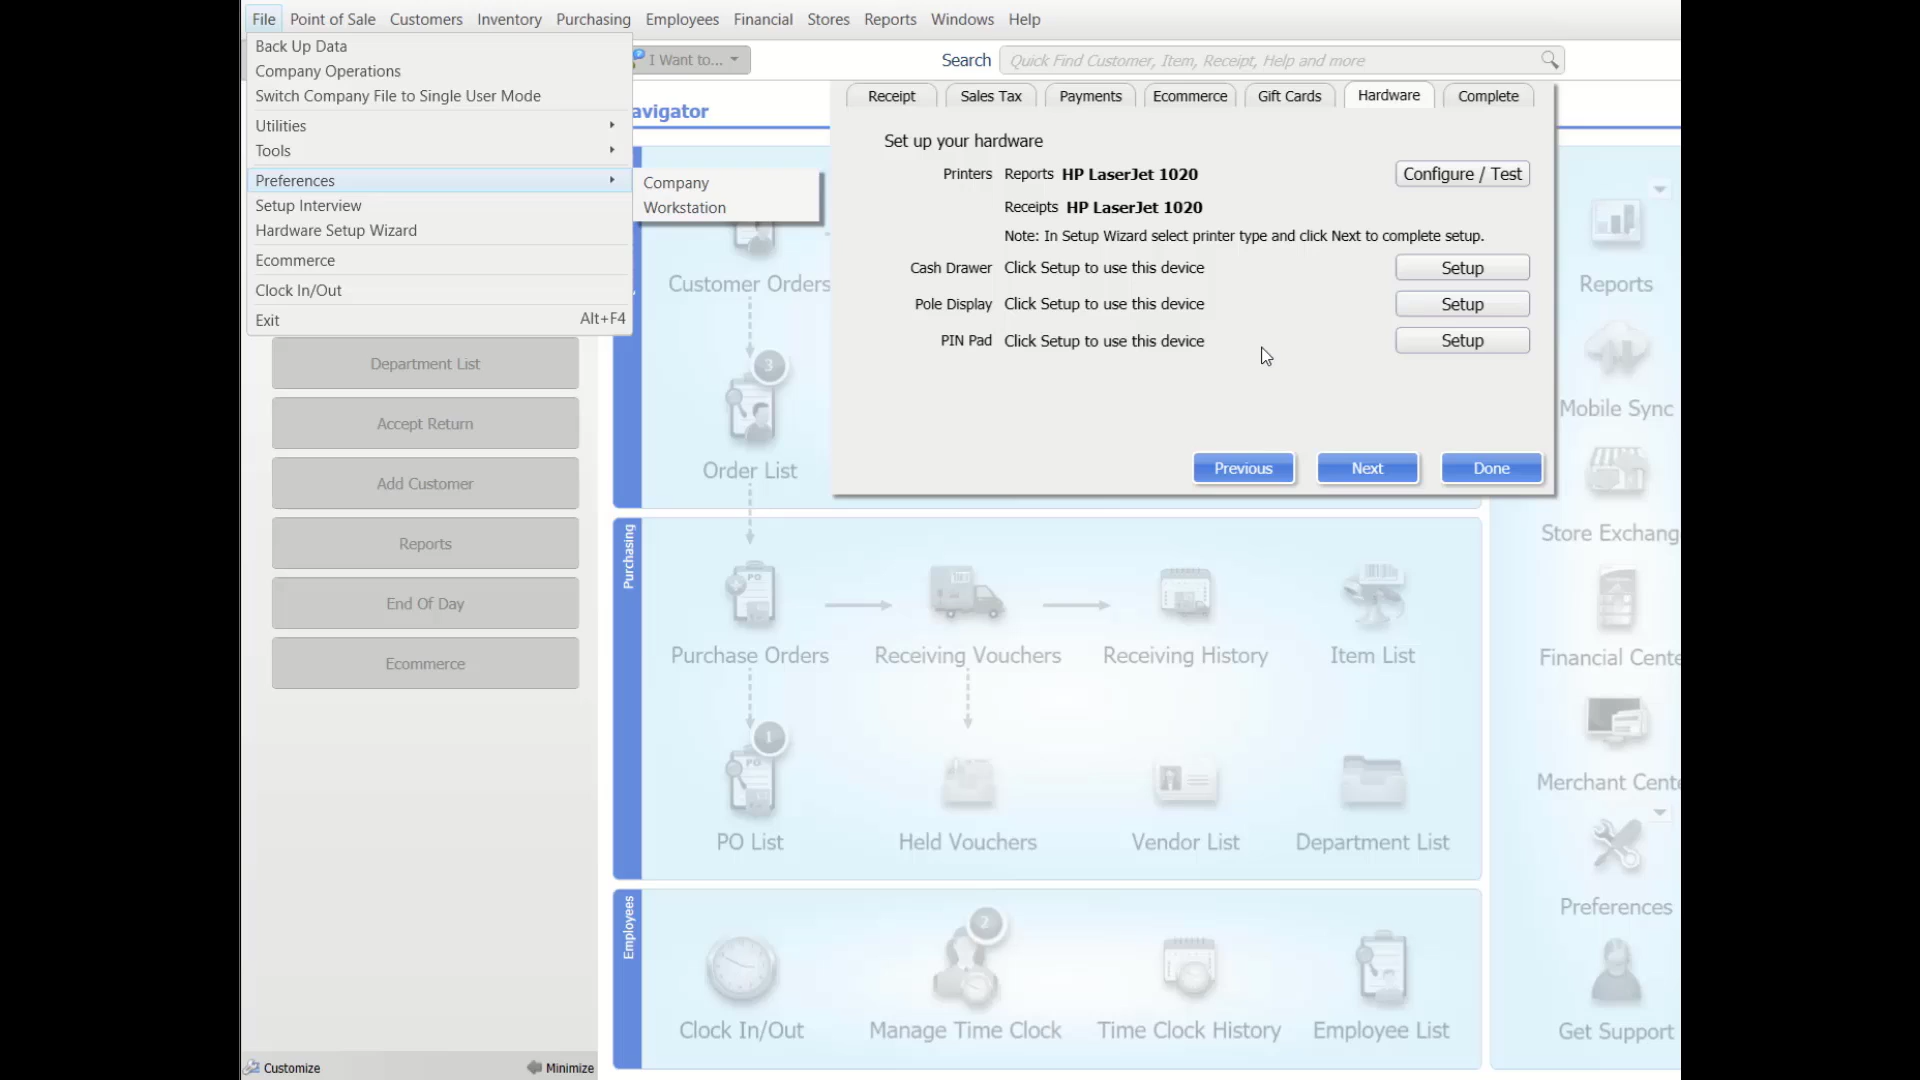 File Point of Sale Customers Inventory Purchasing Employees Financial Stores Reports Windows Help
Back Up Data
Company Operations
Switch Company File to Single User Mode
Utilities
Tools
Preferences
Setup Interview
Hardware Setup Wizard
Ecommerce
Clock In/Out
Exit Alt+F4
Company
Workstation
I Want to...
Search Quick Find Customer, Item, Receipt, Help and more
avigator
Receipt Sales Tax Payments Ecommerce Gift Cards Hardware Complete
Set up your hardware
Printers Reports HP LaserJet 1020 Configure / Test
Receipts HP LaserJet 1020
Note: In Setup Wizard select printer type and click Next to complete setup.
Cash Drawer Click Setup to use this device Setup
Pole Display Click Setup to use this device Setup
PIN Pad Click Setup to use this device Setup
Previous Next Done
Department List
Accept Return
Add Customer
Reports
End Of Day
Ecommerce
Customer Orders
3
Order List
Purchasing
PO
Purchase Orders Receiving Vouchers Receiving History Item List
1
PO
PO List Held Vouchers Vendor List Department List
Employees
2
Clock In/Out Manage Time Clock Time Clock History Employee List
Reports
Mobile Sync
Store Exchang
Financial Cente
Merchant Cente
Preferences
Get Support
Customize Minimize